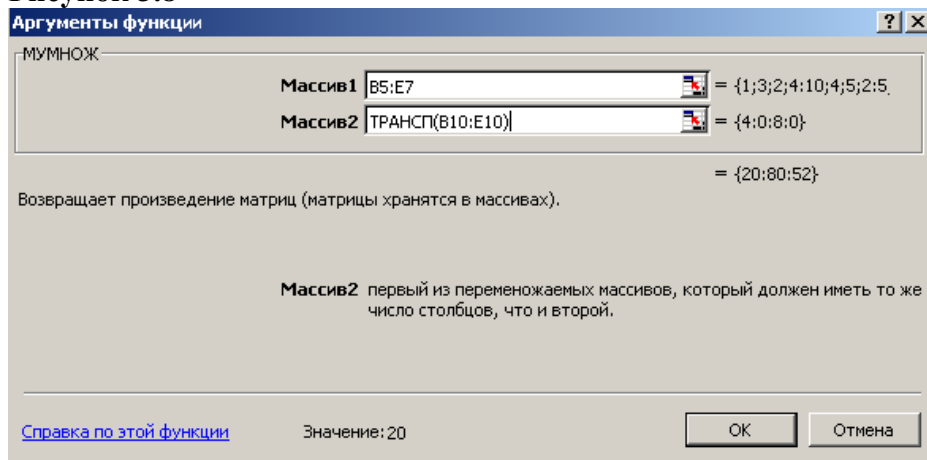 Аргументы функции
МУМНОЖ
Массив1 B5:E7 = {1;3;2;4:10;4;5;2:5
Массив2 ТРАНСП(B10:E10) = {4:0:8:0}
= {20:80:52}
Возвращает произведение матриц (матрицы хранятся в массивах).
Массив2 первый из переменожаемых массивов, который должен иметь то же
число столбцов, что и второй.
Справка по этой функции Значение:20 ОК Отмена